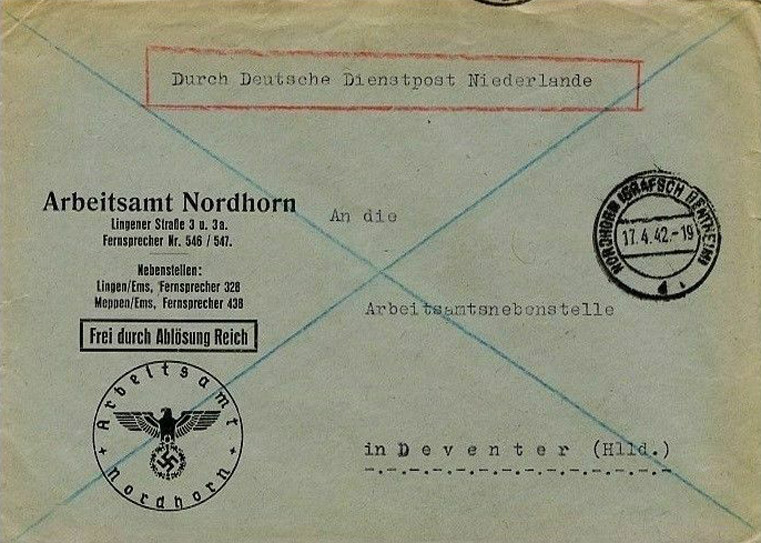 Durch Deutsche Dienstpost Niederlande
Arbeitsamt Nordhorn
Lingener Straße 3 u. 3a.
Fernsprecher Nr. 546 / 547.
Nebenstellen:
Lingen/Ems, Fernsprecher 328
Meppen/Ems, Fernsprecher 438
Frei durch Ablösung Reich
Arbeitsamt
Nordhorn
An die
Arbeitsamtsnebenstelle
in Deventer (Hlld.)
NORDHORN (GRAFSCH BENTHEIM)
17.4.42.-19